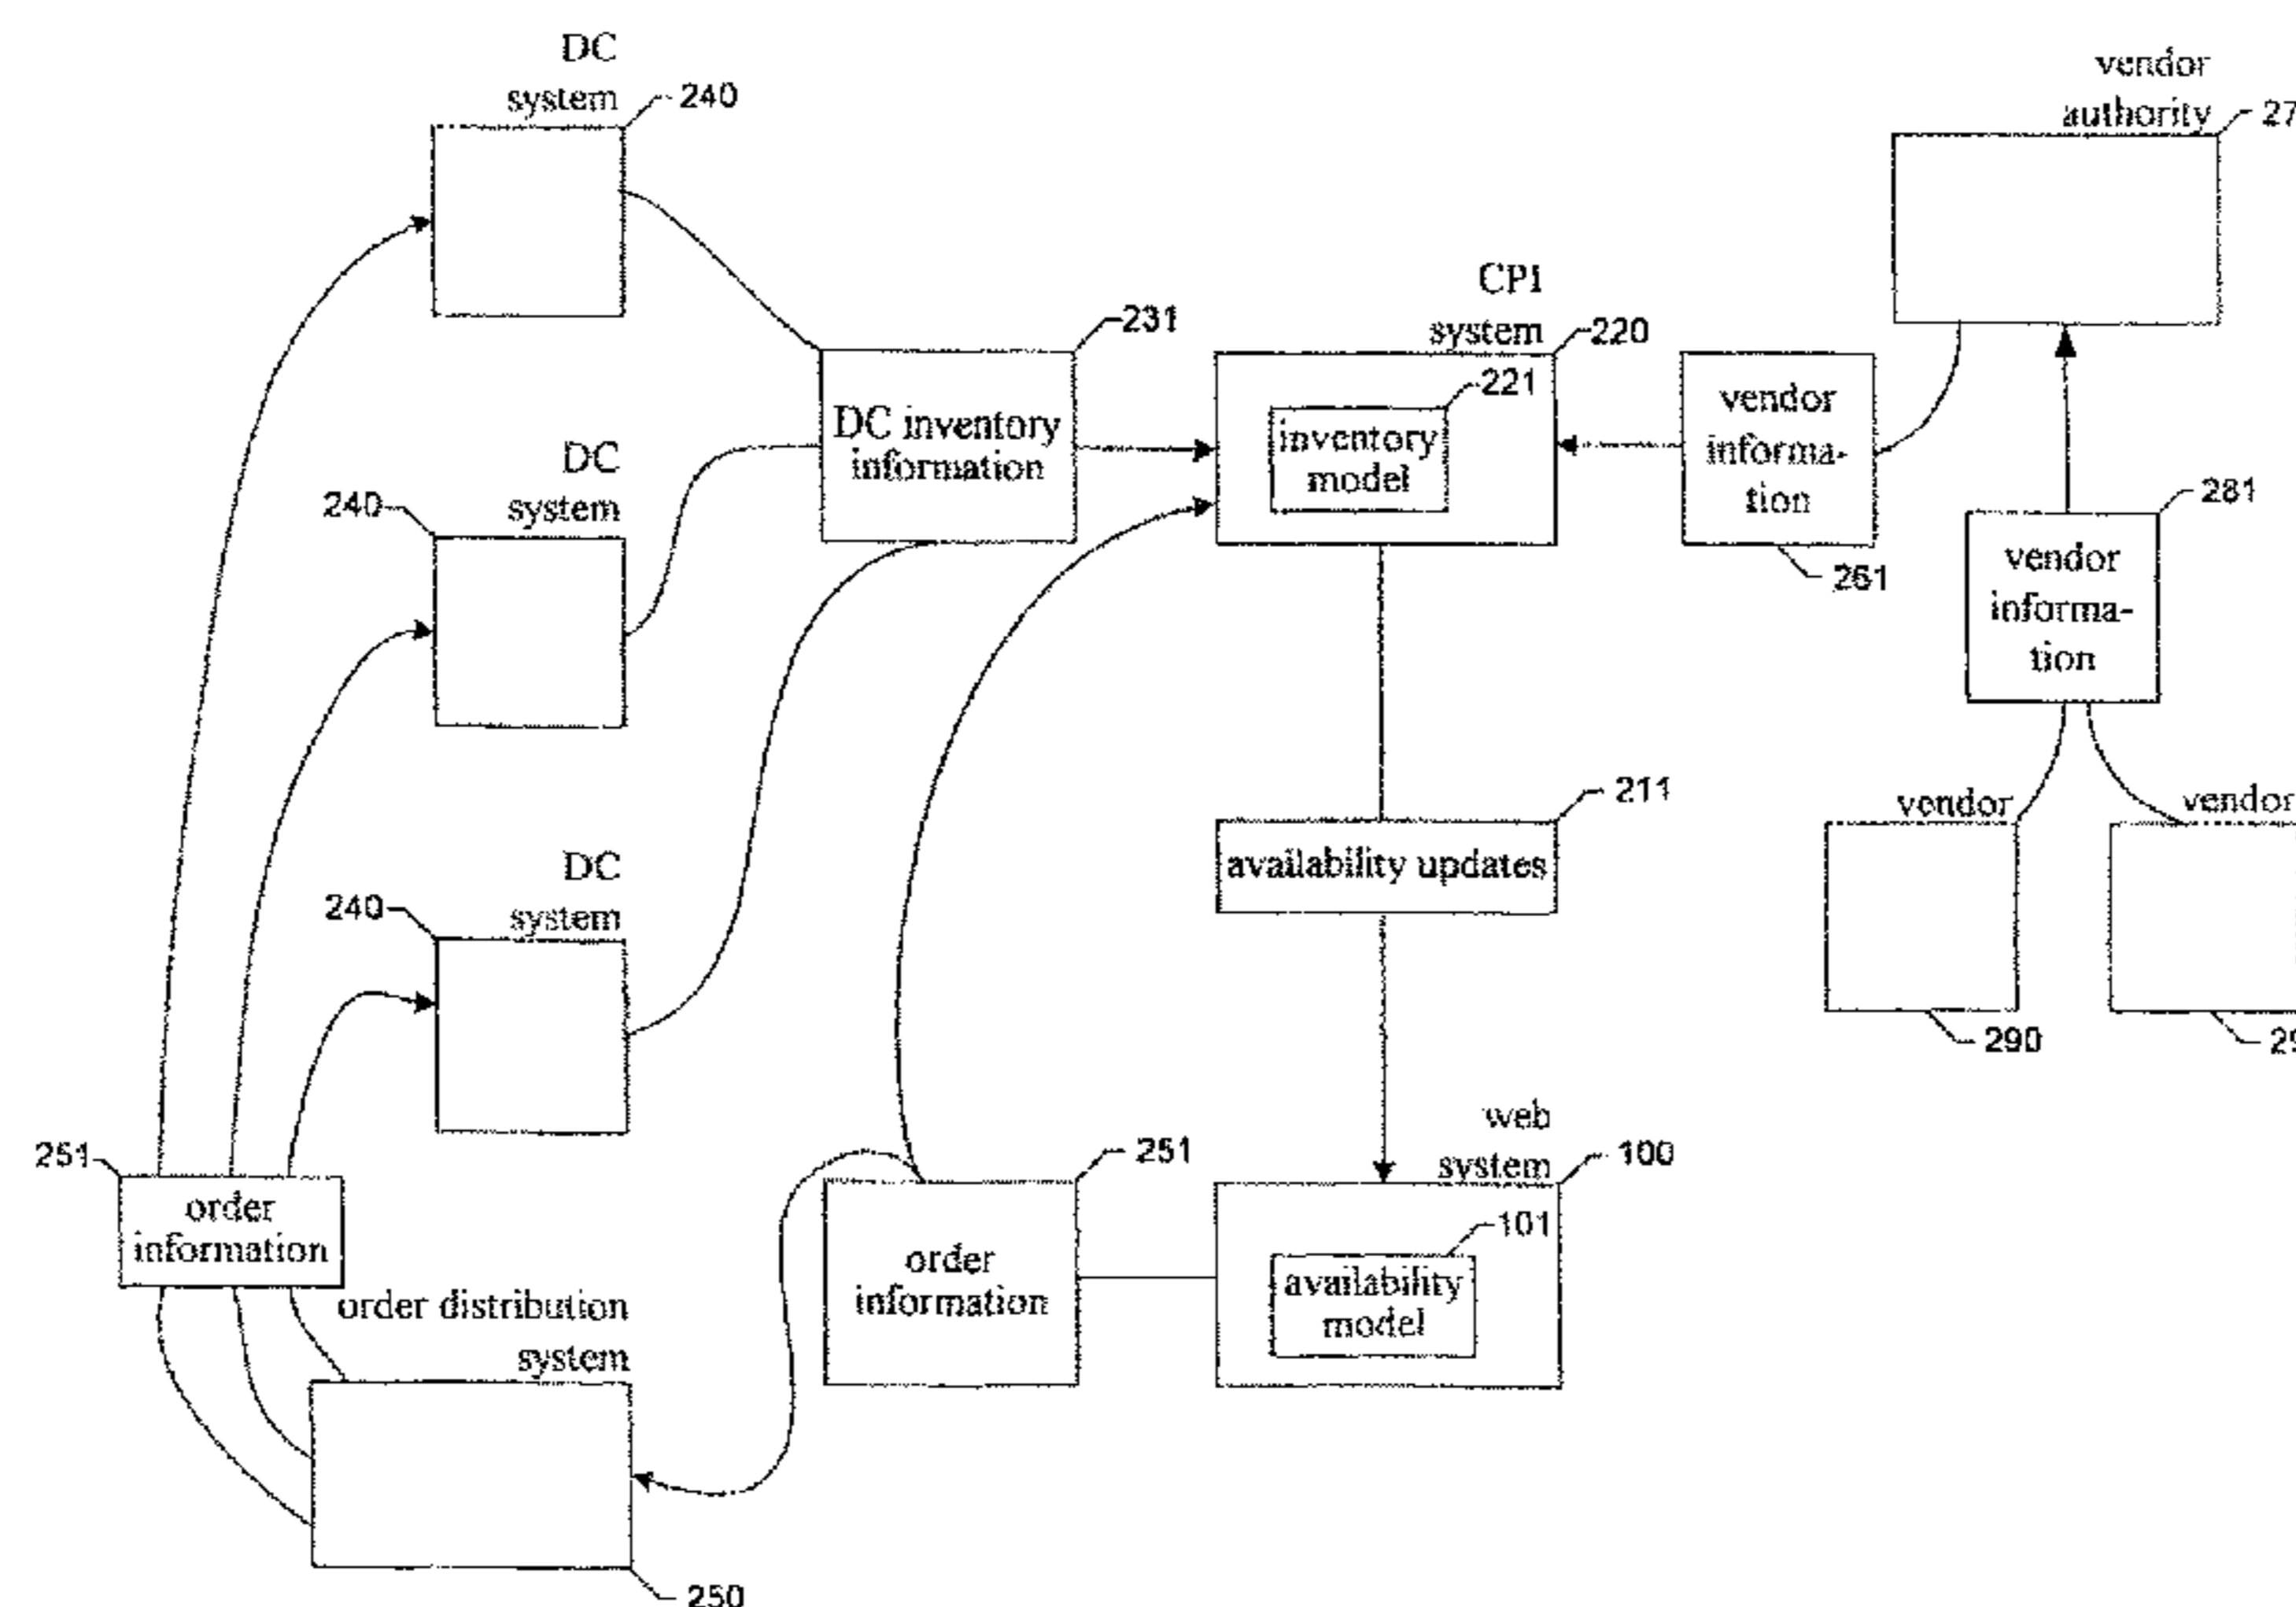 DC
system
240
vendor
authority
27
CPI
system
220
231
221
DC inventory
information
inventory
model
vendor
informa-
tion
261
DC
system
240
281
vendor
informa-
tion
211
availability updates
vendor
vendor
290
29
DC
system
240
251
order
information
251
order
information
web
system
100
101
availability
model
order distribution
system
250